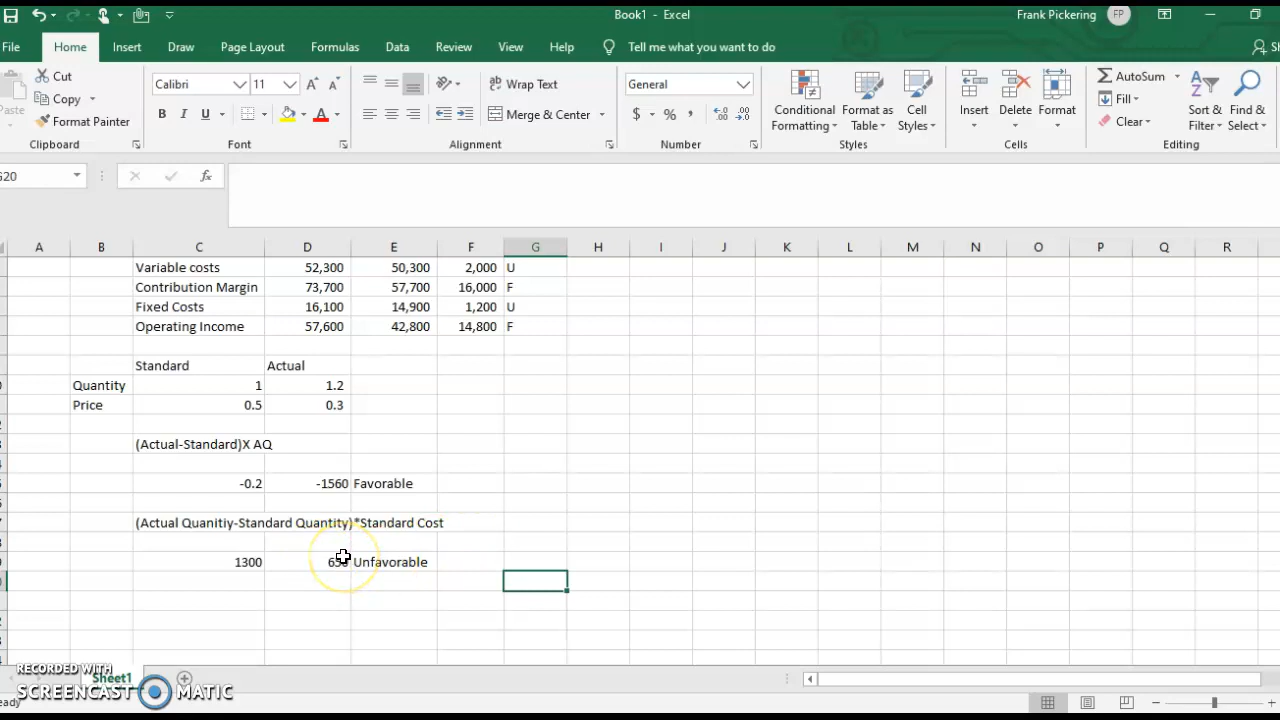 Book1 - Excel
Frank Pickering
FP
File Home Insert Draw Page Layout Formulas Data Review View Help Tell me what you want to do
Cut
Copy
Paste
Format Painter
Clipboard
Calibri 11
B I U
Font
Wrap Text
Merge & Center
Alignment
General
$ % ,
Number
Conditional Formatting
Format as Table
Cell Styles
Styles
Insert
Delete
Format
Cells
AutoSum
Fill
Clear
Sort & Filter
Find & Select
Editing
G20
fx
A B C D E F G H I J K L M N O P Q R
Variable costs 52,300 50,300 2,000 U
Contribution Margin 73,700 57,700 16,000 F
Fixed Costs 16,100 14,900 1,200 U
Operating Income 57,600 42,800 14,800 F
Standard Actual
Quantity 1 1.2
Price 0.5 0.3
(Actual-Standard)X AQ
-0.2 -1560 Favorable
(Actual Quanitiy-Standard Quantity)*Standard Cost
1300 Unfavorable
Sheet1
RECORDED WITH
SCREENCAST MATIC